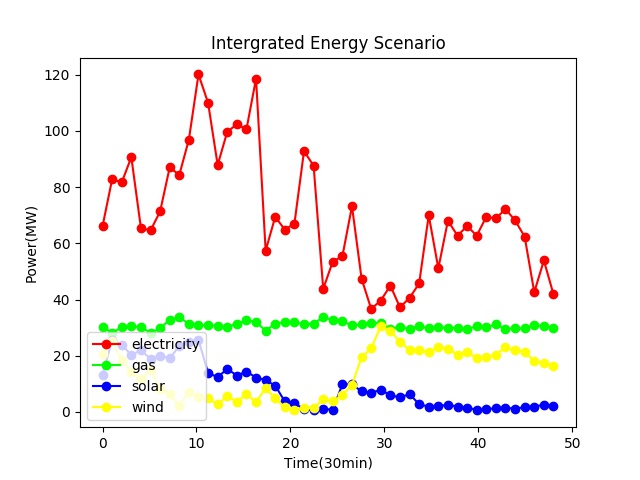 Intergrated Energy Scenario
Power(MW)
120
100
80
60
40
20
0
electricity
gas
solar
wind
0 10 20 30 40 50
Time(30min)